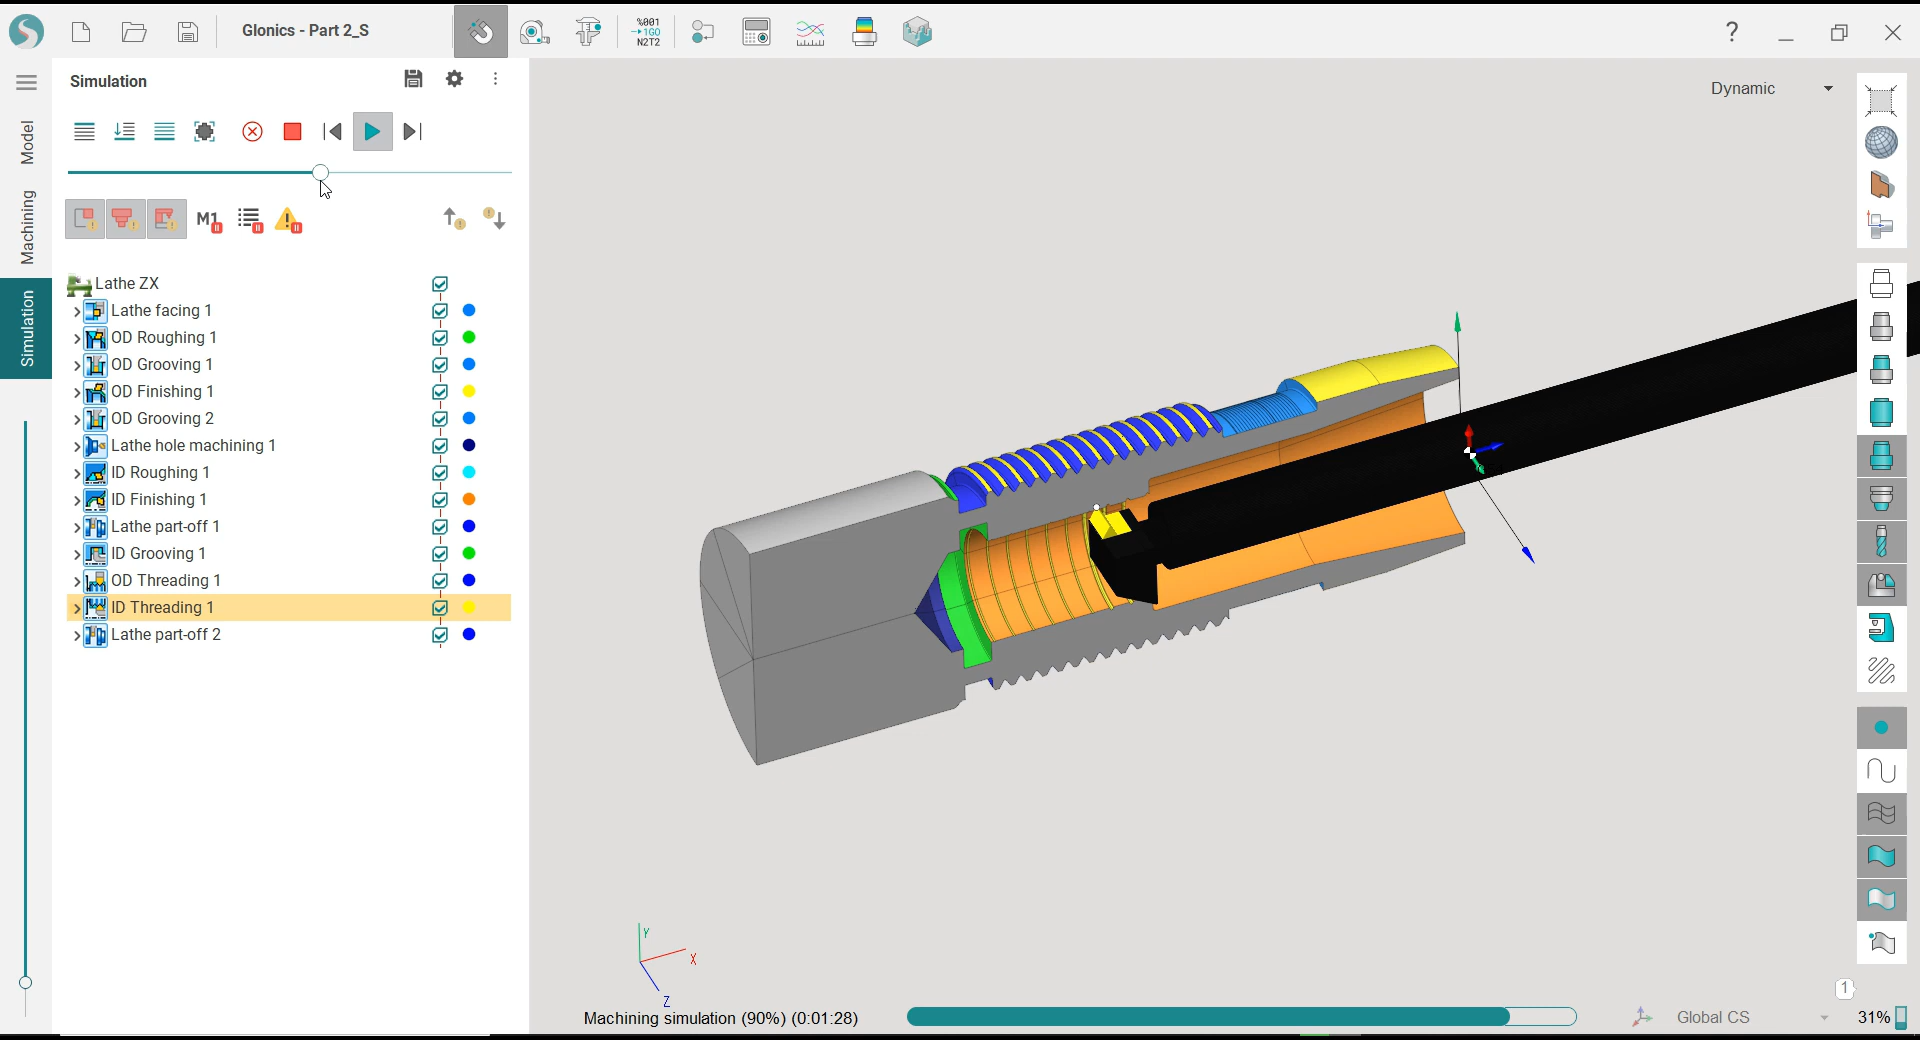 Glonics - Part 2_S
%001
1G0
N2T2
?
Simulation
Dynamic
Model
Machining
Simulation
M1
Lathe ZX
Lathe facing 1
OD Roughing 1
OD Grooving 1
OD Finishing 1
OD Grooving 2
Lathe hole machining 1
ID Roughing 1
ID Finishing 1
Lathe part-off 1
ID Grooving 1
OD Threading 1
ID Threading 1
Lathe part-off 2
Y
X
Z
1
Machining simulation (90%) (0:01:28)
Global CS
31%